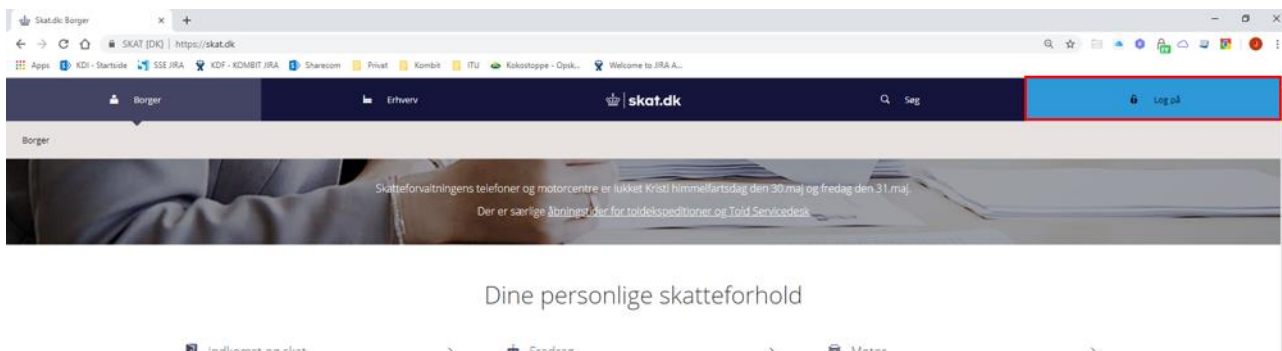 Skat.dk: Borger
SKAT [DK] | https://skat.dk
Apps KDI - Startside SSE JIRA KDF - KOMBIT JIRA Sharecom Privat Kombit ITU Kokostoppe - Opsk... Welcome to JIRA A...
Borger Erhverv skat.dk Søg Log på
Borger
Skatteforvaltningens telefoner og motorcentre er lukket Kristi himmelfartsdag den 30.maj og fredag den 31.maj.
Der er særlige åbningstider for toldekspeditioner og Told Servicedesk
Dine personlige skatteforhold
Indkomst og skat Fradrag Motor